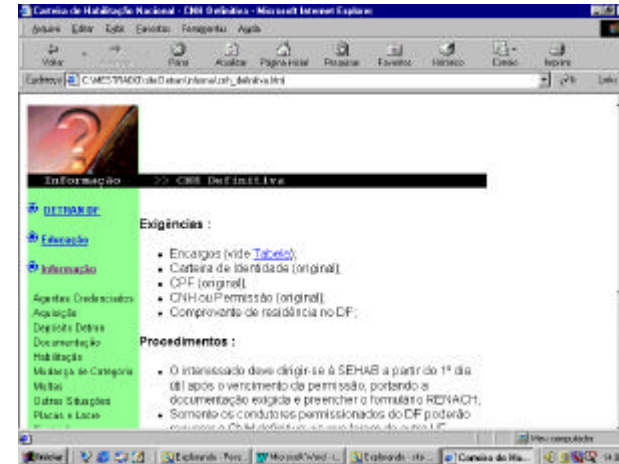 Carteira de Habilitação Nacional - CNH Definitiva - Microsoft Internet Explorer
Arquivo Editar Exibir Favoritos Ferramentas Ajuda
Voltar Parar Atualizar Página inicial Pesquisar Favoritos Histórico Correio Imprimir
Endereço
Links
Informação >> CNH Definitiva
DETRAN DF
Educação
Informação
Agentes Credenciados
Aquisição
Depósito Detran
Documentação
Habilitação
Mudança de Categoria
Multas
Outras Situações
Placas e Lacre
Exigências :
Encargos (vide Tabela);
Carteira de Identidade (original);
CPF (original);
CNH ou Permissão (original);
Comprovante de residência no DF;
Procedimentos :
O interessado deve dirigir-se à SEHAB a partir do 1º dia
útil após o vencimento da permissão, portando a
documentação exigida e preencher o formulário RENACH;
Somente os condutores permissionados do DF poderão
Meu computador
Iniciar